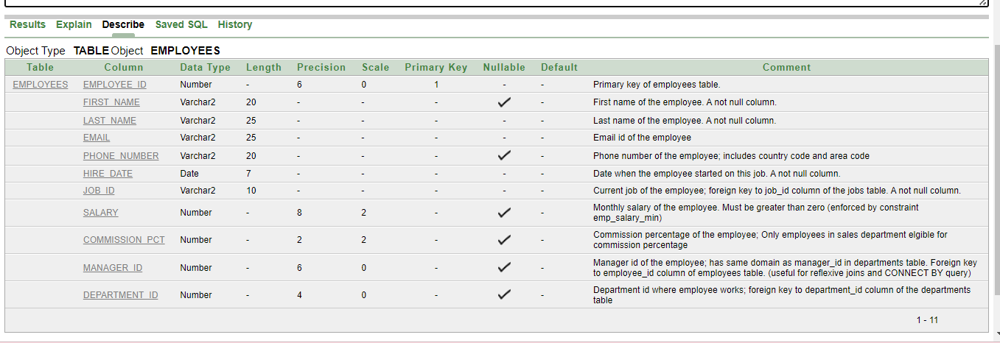 Results Explain Describe Saved SQL History
Object Type TABLE Object EMPLOYEES
Table Column Data Type Length Precision Scale Primary Key Nullable Default Comment
EMPLOYEES EMPLOYEE_ID Number - 6 0 1 - - Primary key of employees table.
FIRST_NAME Varchar2 20 - - - - First name of the employee. A not null column.
LAST_NAME Varchar2 25 - - - - - Last name of the employee. A not null column.
EMAIL Varchar2 25 - - - - - Email id of the employee
PHONE_NUMBER Varchar2 20 - - - - Phone number of the employee; includes country code and area code
HIRE_DATE Date 7 - - - - - Date when the employee started on this job. A not null column.
JOB_ID Varchar2 10 - - - - - Current job of the employee; foreign key to job_id column of the jobs table. A not null column.
SALARY Number - 8 2 - - Monthly salary of the employee. Must be greater than zero (enforced by constraint
emp_salary_min)
COMMISSION_PCT Number - 2 2 - - Commission percentage of the employee; Only employees in sales department elgible for
commission percentage
MANAGER_ID Number - 6 0 - - Manager id of the employee; has same domain as manager_id in departments table. Foreign key
to employee_id column of employees table. (useful for reflexive joins and CONNECT BY query)
DEPARTMENT_ID Number - 4 0 - - Department id where employee works; foreign key to department_id column of the departments
table
1 - 11